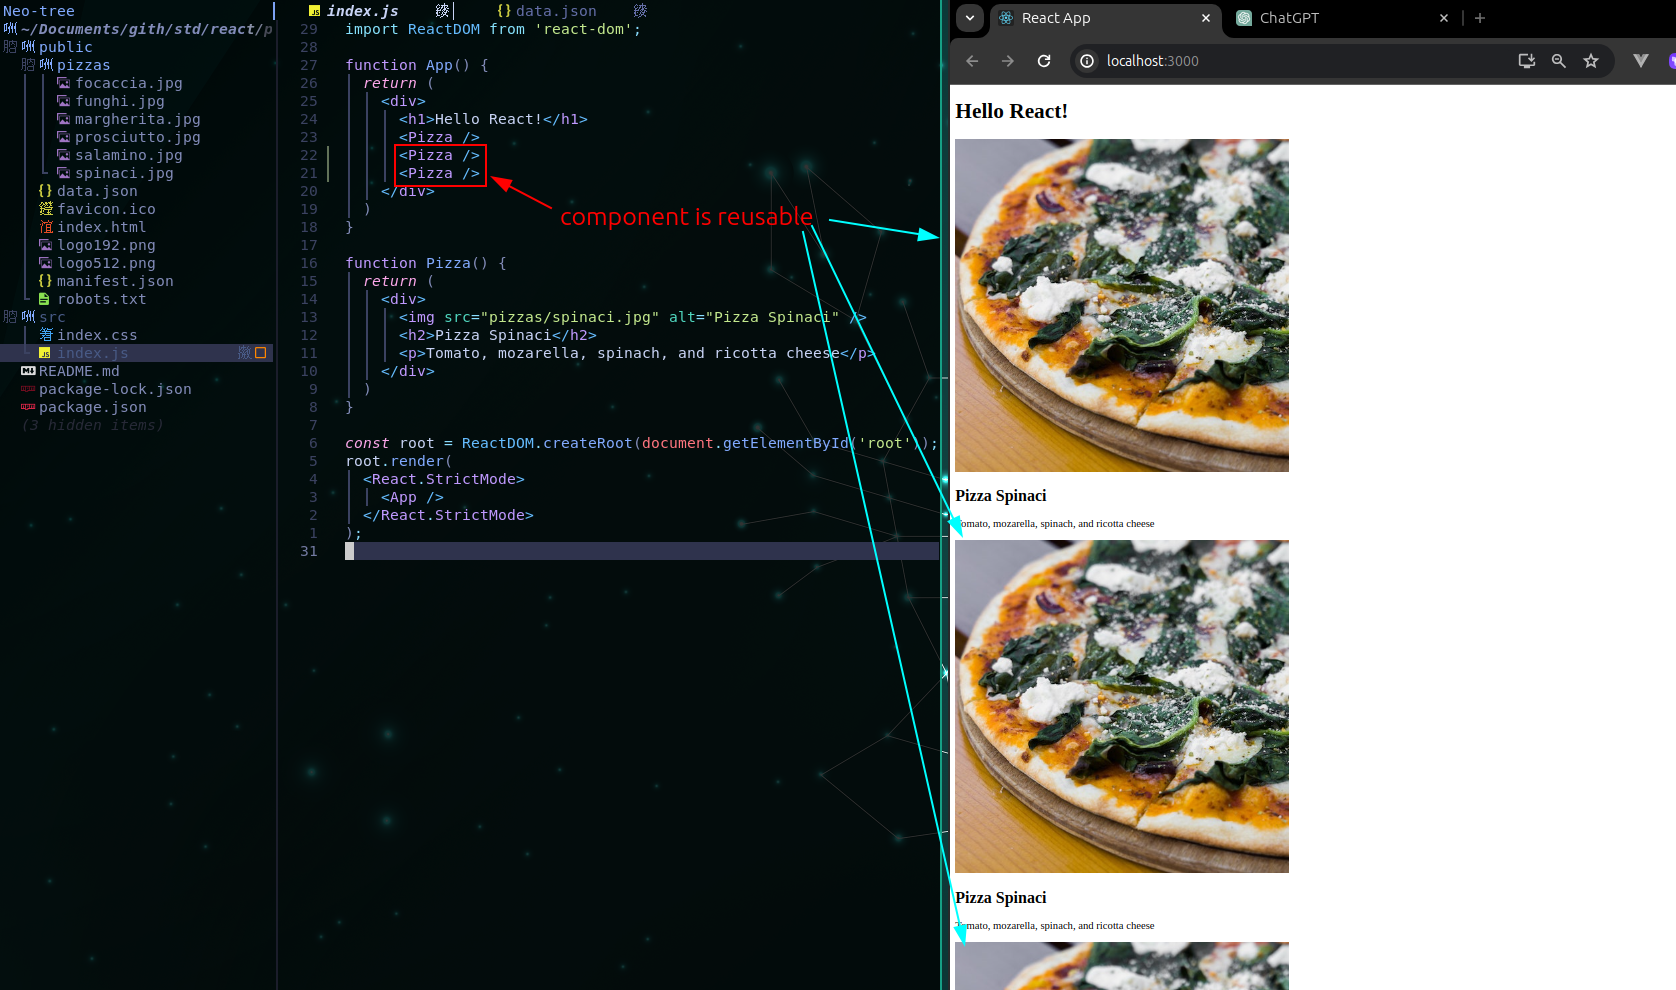 Neo-tree
~/Documents/gith/std/react/p
public
pizzas
focaccia.jpg
funghi.jpg
margherita.jpg
prosciutto.jpg
salamino.jpg
spinaci.jpg
data.json
favicon.ico
index.html
logo192.png
logo512.png
manifest.json
robots.txt
src
index.css
index.js
README.md
package-lock.json
package.json
(3 hidden items)
index.js data.json
29 import ReactDOM from 'react-dom';
28
27 function App() {
26 return (
25 <div>
24 <h1>Hello React!</h1>
23 <Pizza />
22 <Pizza />
21 <Pizza />
20 </div>
19 )
18 }
17
16 function Pizza() {
15 return (
14 <div>
13 <img src="pizzas/spinaci.jpg" alt="Pizza Spinaci" />
12 <h2>Pizza Spinaci</h2>
11 <p>Tomato, mozarella, spinach, and ricotta cheese</p>
10 </div>
9 )
8 }
7
6 const root = ReactDOM.createRoot(document.getElementById('root'));
5 root.render(
4 <React.StrictMode>
3 <App />
2 </React.StrictMode>
1 );
31
component is reusable
React App ChatGPT
localhost:3000
Hello React!
Pizza Spinaci
Tomato, mozarella, spinach, and ricotta cheese
Pizza Spinaci
Tomato, mozarella, spinach, and ricotta cheese